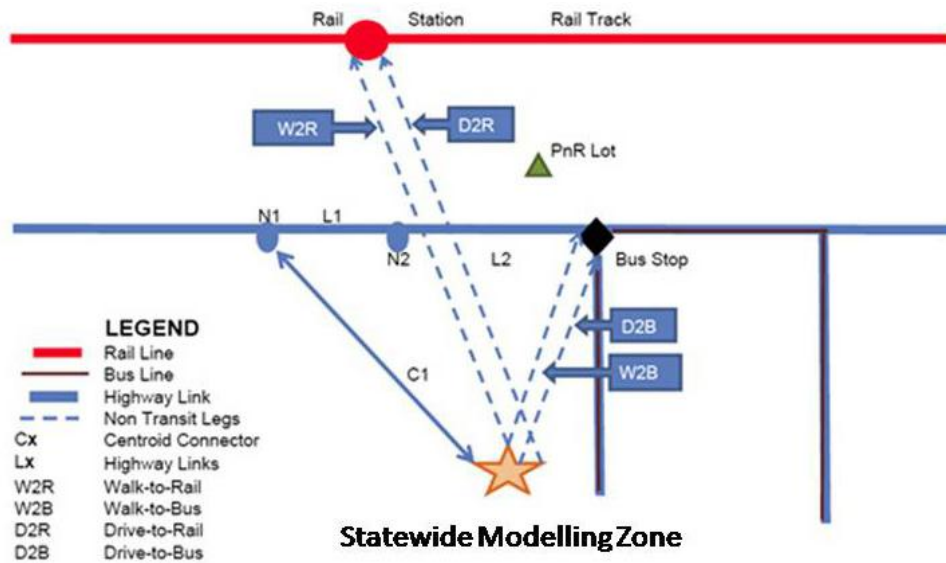 Rail Station Rail Track
W2R
D2R
PnR Lot
N1 L1
N2 L2 Bus Stop
D2B
C1
W2B
LEGEND
Rail Line
Bus Line
Highway Link
Non Transit Legs
Cx Centroid Connector
Lx Highway Links
W2R Walk-to-Rail
W2B Walk-to-Bus
D2R Drive-to-Rail
D2B Drive-to-Bus
Statewide Modelling Zone